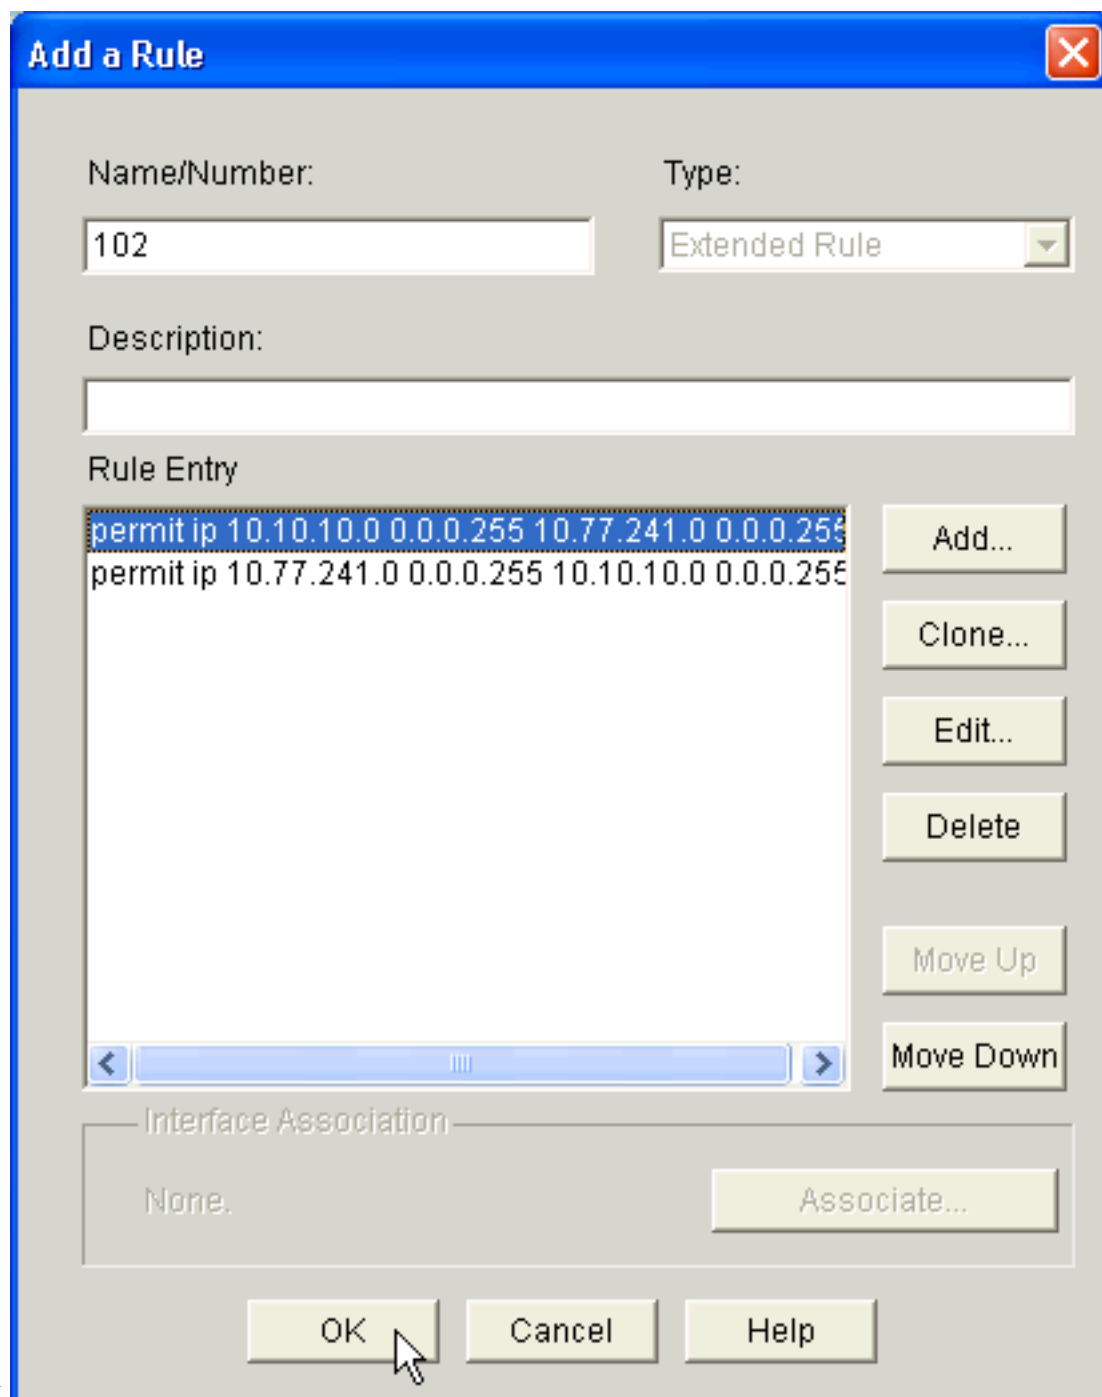 Add a Rule
Name/Number:
Type:
102
Extended Rule
Description:
Rule Entry
permit ip 10.10.10.0 0.0.0.255 10.77.241.0 0.0.0.255
permit ip 10.77.241.0 0.0.0.255 10.10.10.0 0.0.0.255
Add...
Clone...
Edit...
Delete
Move Up
Move Down
Interface Association
None.
Associate...
OK
Cancel
Help